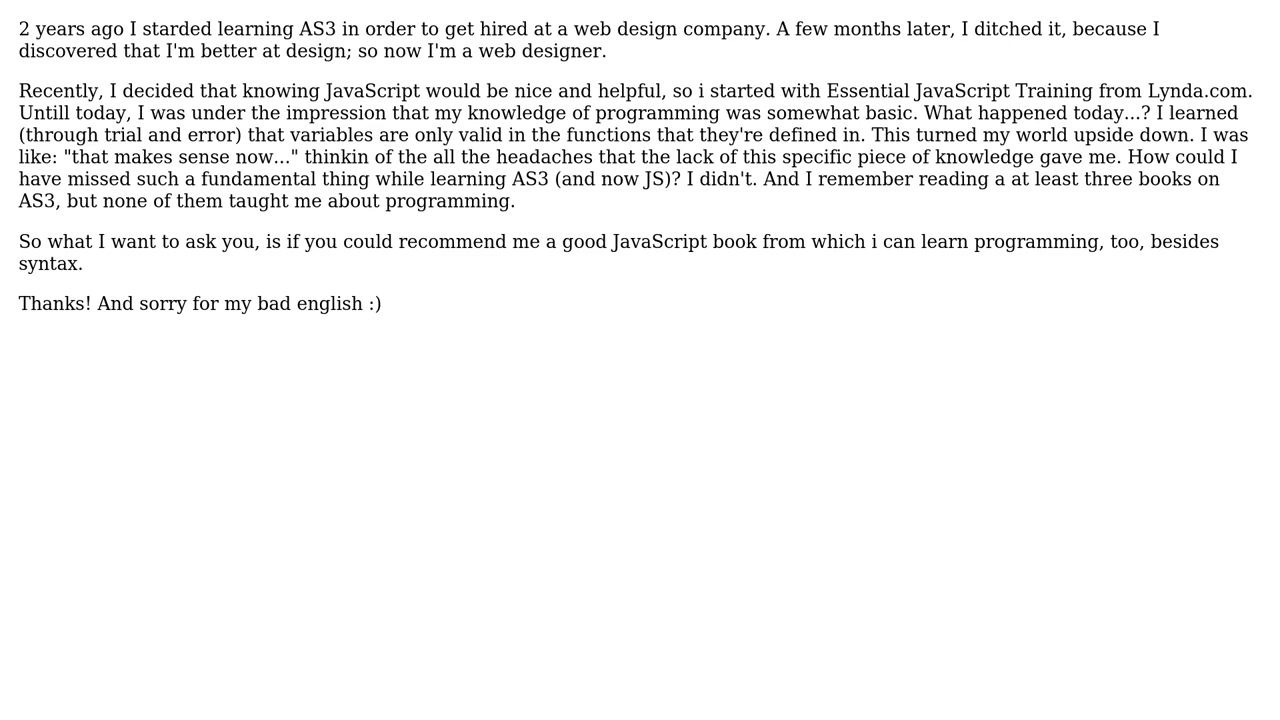 2 years ago I starded learning AS3 in order to get hired at a web design company. A few months later, I ditched it, because I
discovered that I'm better at design; so now I'm a web designer.
Recently, I decided that knowing JavaScript would be nice and helpful, so i started with Essential JavaScript Training from Lynda.com.
Untill today, I was under the impression that my knowledge of programming was somewhat basic. What happened today...? I learned
(through trial and error) that variables are only valid in the functions that they're defined in. This turned my world upside down. I was
like: "that makes sense now..." thinkin of the all the headaches that the lack of this specific piece of knowledge gave me. How could I
have missed such a fundamental thing while learning AS3 (and now JS)? I didn't. And I remember reading a at least three books on
AS3, but none of them taught me about programming.
So what I want to ask you, is if you could recommend me a good JavaScript book from which i can learn programming, too, besides
syntax.
Thanks! And sorry for my bad english :)